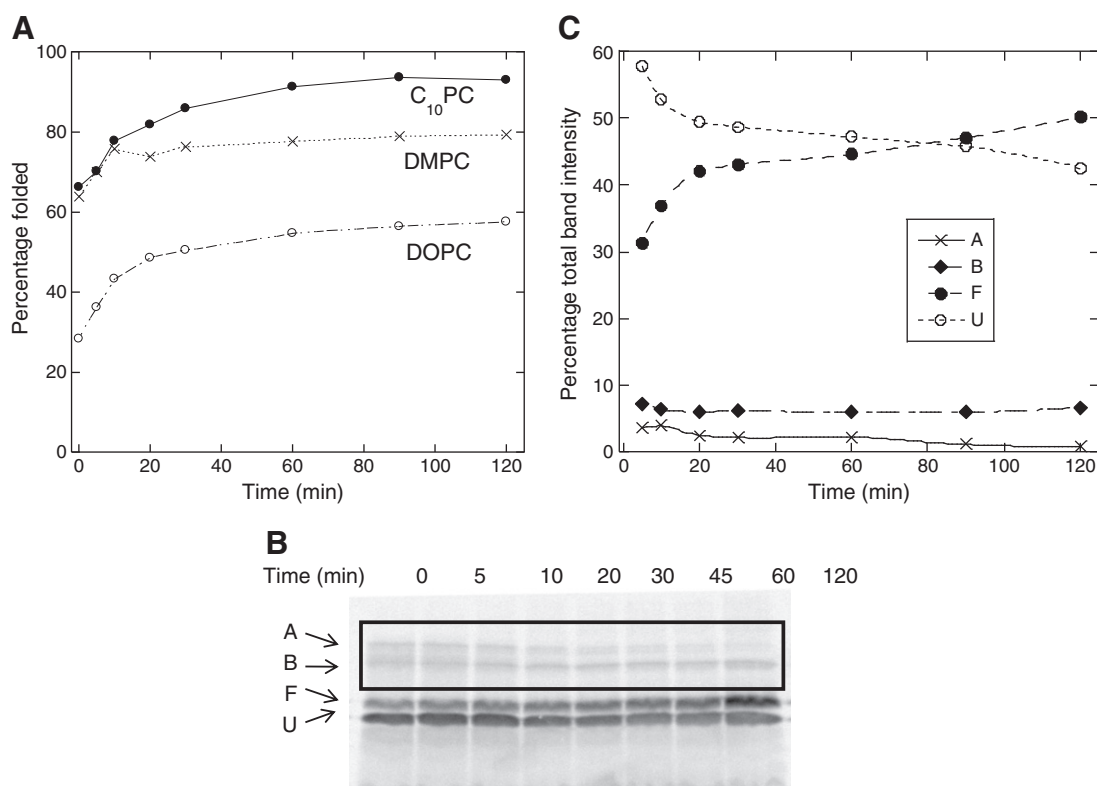 A
100
80
60
40
20
0
Percentage folded
C₁₀PC
DMPC
DOPC
0 20 40 60 80 100 120
Time (min)
C
60
50
40
30
20
10
0
Percentage total band intensity
A
B
F
U
0 20 40 60 80 100 120
Time (min)
B
Time (min) 0 5 10 20 30 45 60 120
A
B
F
U